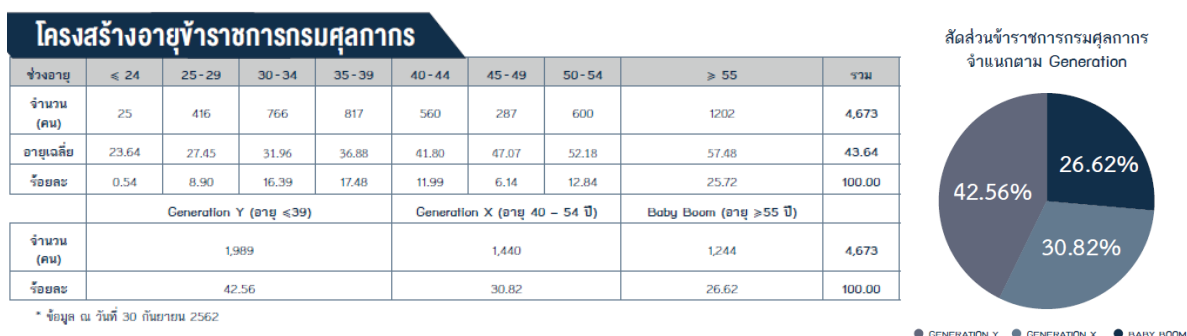 โครงสร้างอายุข้าราชการกรมศุลกากร
ช่วงอายุ ⩽ 24 25-29 30-34 35-39 40-44 45-49 50-54 ⩾ 55 รวม
จำนวน
(คน) 25 416 766 817 560 287 600 1202 4,673
อายุเฉลี่ย 23.64 27.45 31.96 36.88 41.80 47.07 52.18 57.48 43.64
ร้อยละ 0.54 8.90 16.39 17.48 11.99 6.14 12.84 25.72 100.00
Generation Y (อายุ ⩽39) Generation X (อายุ 40 – 54 ปี) Baby Boom (อายุ ⩾55 ปี)
จำนวน
(คน) 1,989 1,440 1,244 4,673
ร้อยละ 42.56 30.82 26.62 100.00
* ข้อมูล ณ วันที่ 30 กันยายน 2562
สัดส่วนข้าราชการกรมศุลกากร
จำแนกตาม Generation
26.62%
42.56%
30.82%
GENERATION Y GENERATION X BABY BOOM